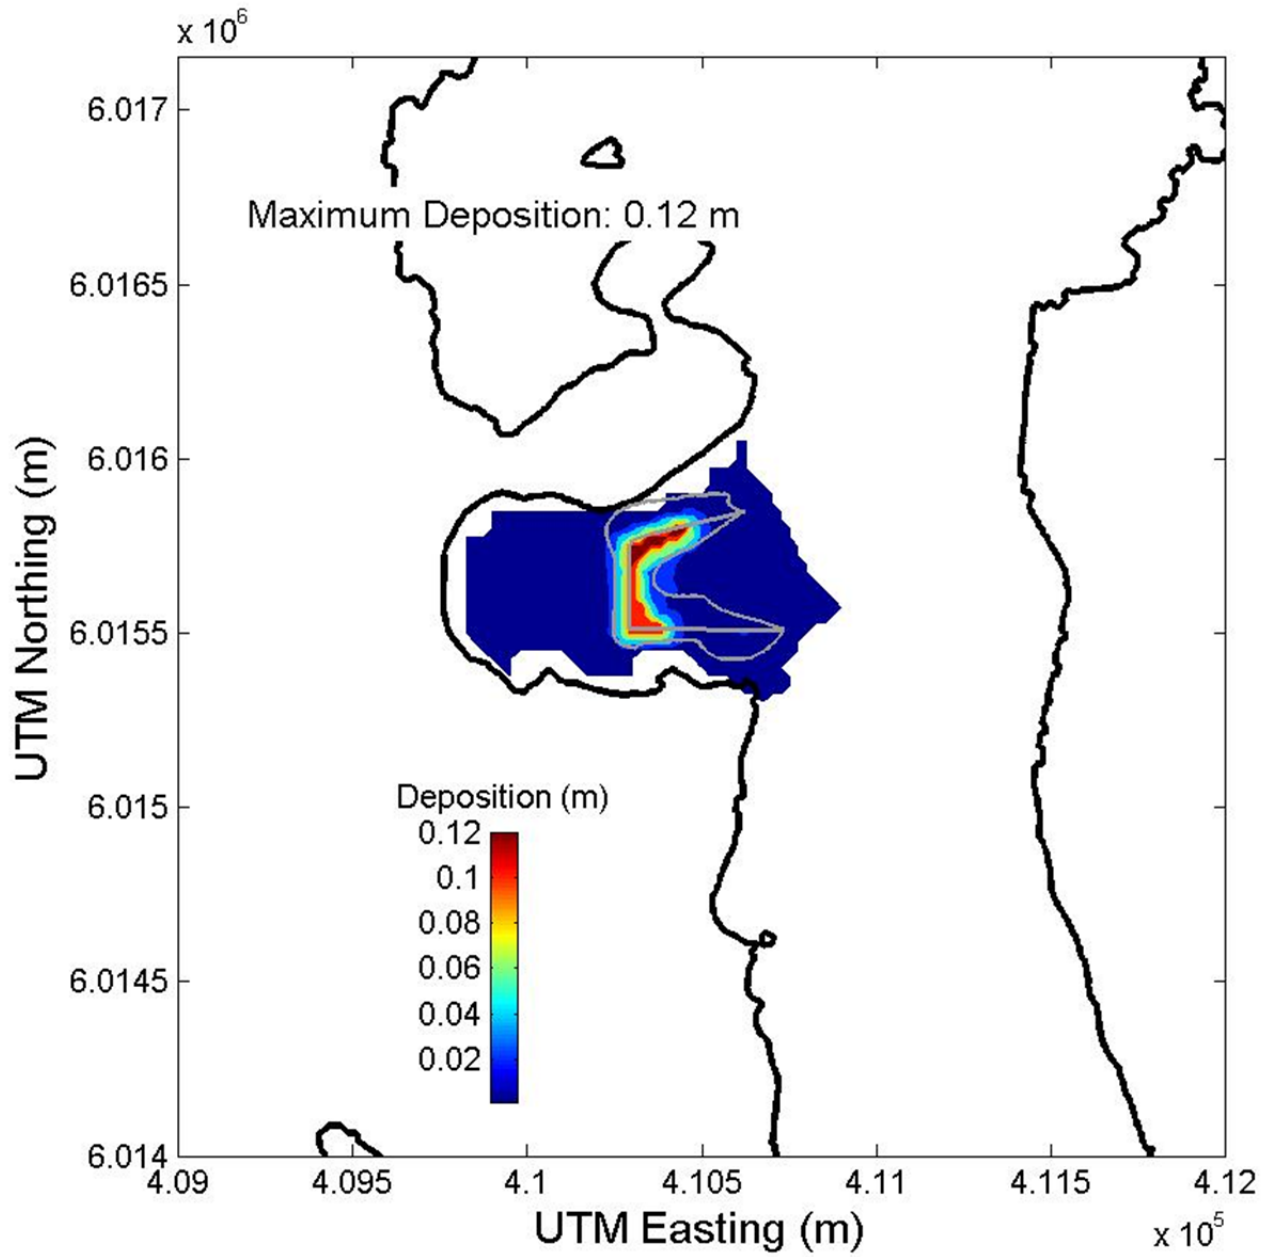 x 10^6
6.017
Maximum Deposition: 0.12 m
6.0165
6.016
6.0155
6.015
6.0145
6.014
UTM Northing (m)
Deposition (m)
0.12
0.1
0.08
0.06
0.04
0.02
4.09 4.095 4.1 4.105 4.11 4.115 4.12
UTM Easting (m)
x 10^5